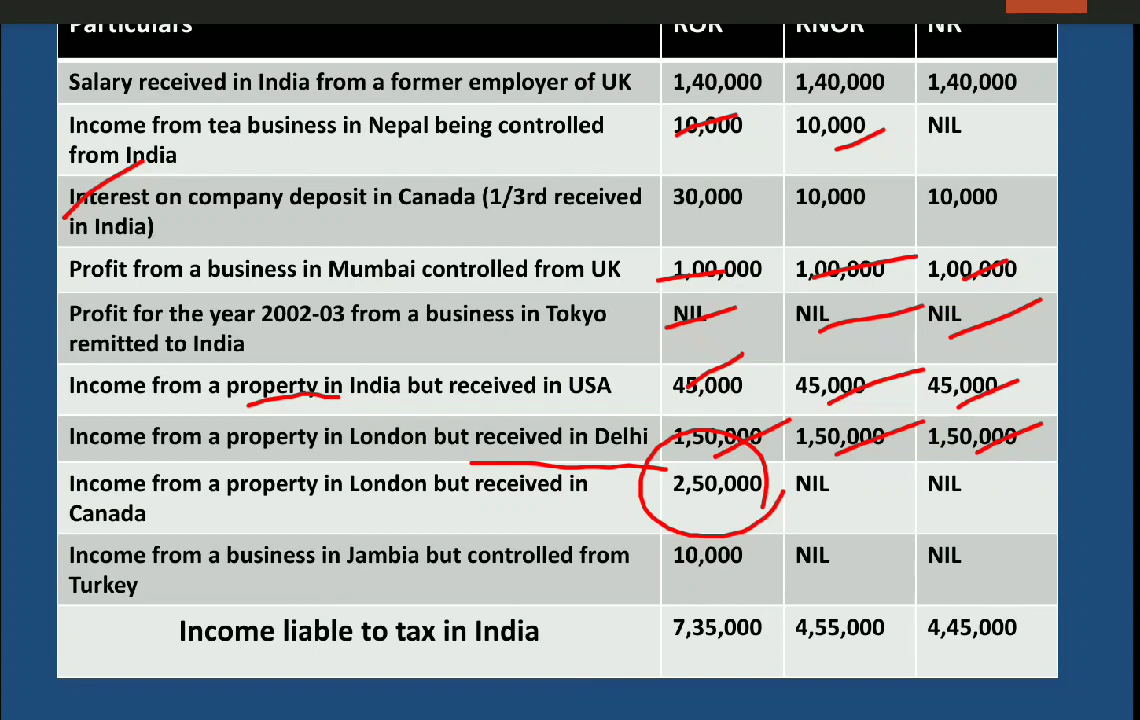 Particulars ROR RNOR NR
Salary received in India from a former employer of UK 1,40,000 1,40,000 1,40,000
Income from tea business in Nepal being controlled 10,000 10,000 NIL
from India
Interest on company deposit in Canada (1/3rd received 30,000 10,000 10,000
in India)
Profit from a business in Mumbai controlled from UK 1,00,000 1,00,000 1,00,000
Profit for the year 2002-03 from a business in Tokyo NIL NIL NIL
remitted to India
Income from a property in India but received in USA 45,000 45,000 45,000
Income from a property in London but received in Delhi 1,50,000 1,50,000 1,50,000
Income from a property in London but received in 2,50,000 NIL NIL
Canada
Income from a business in Jambia but controlled from 10,000 NIL NIL
Turkey
Income liable to tax in India 7,35,000 4,55,000 4,45,000